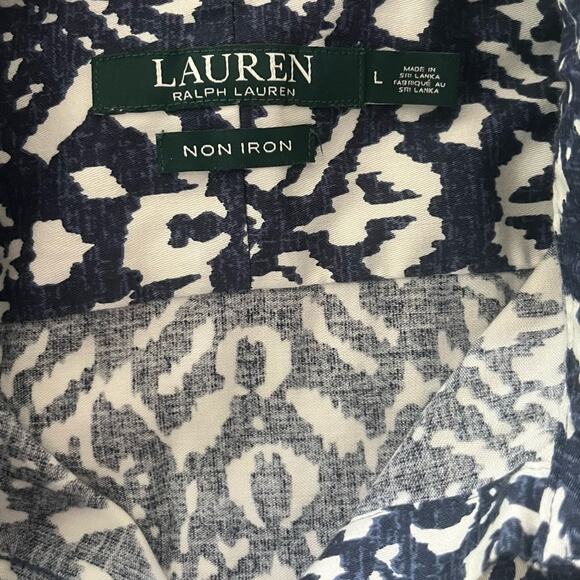 LAUREN
RALPH LAUREN
L
MADE IN
SRI LANKA
FABRIQUÉ AU
SRI LANKA
NON IRON